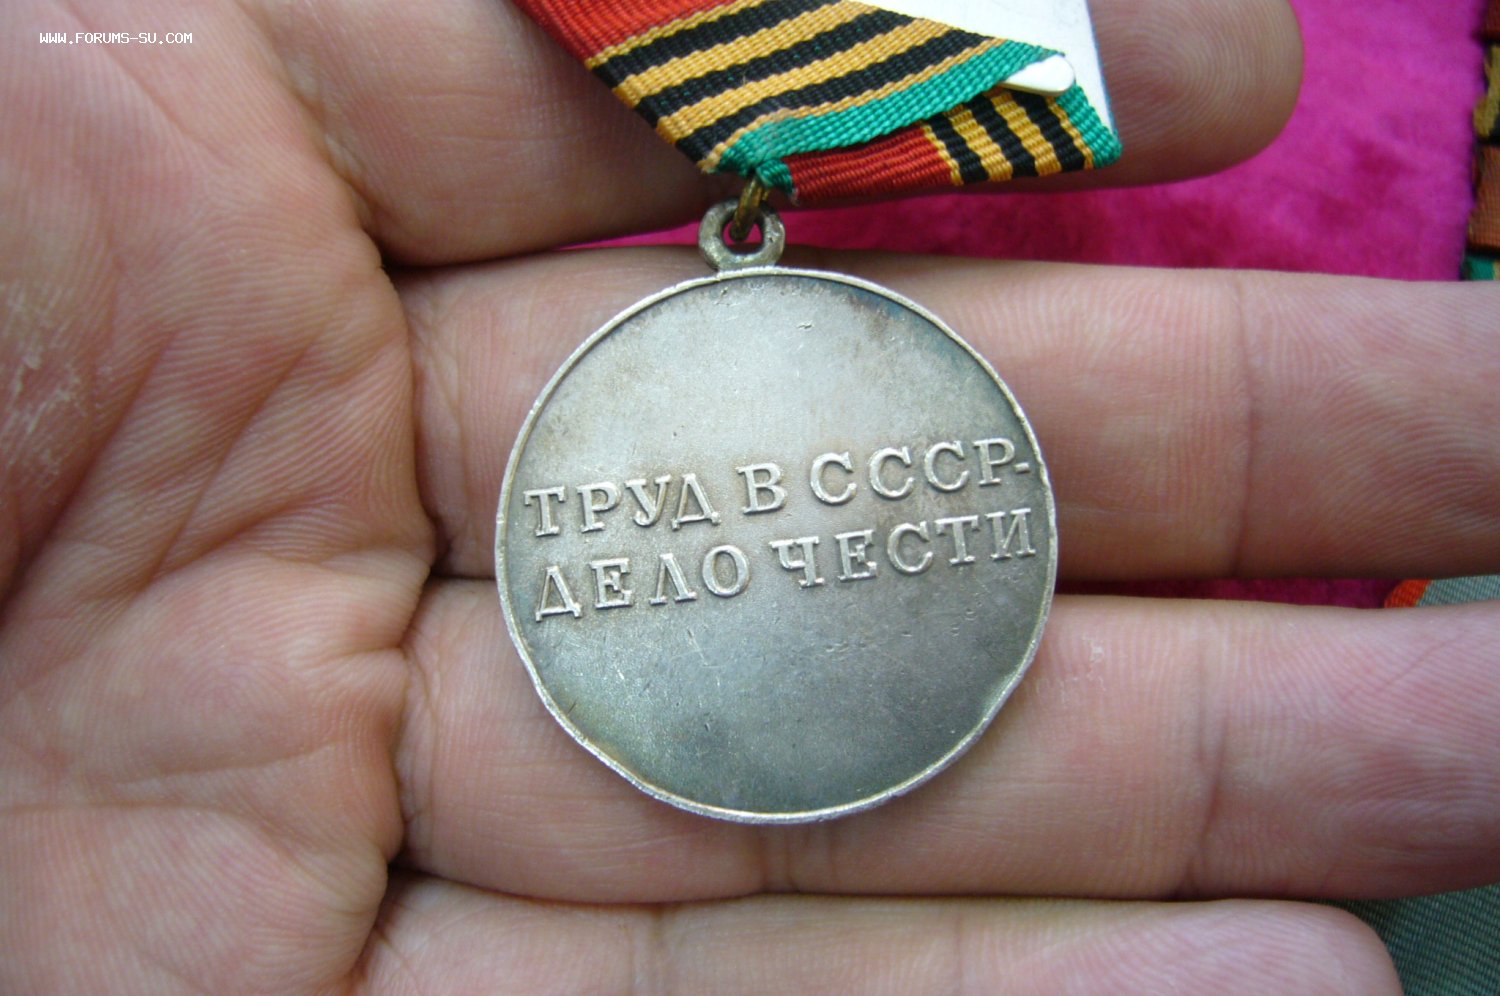 WWW.FORUMS-SU.COM
ТРУД В СССР-
ДЕЛО ЧЕСТИ